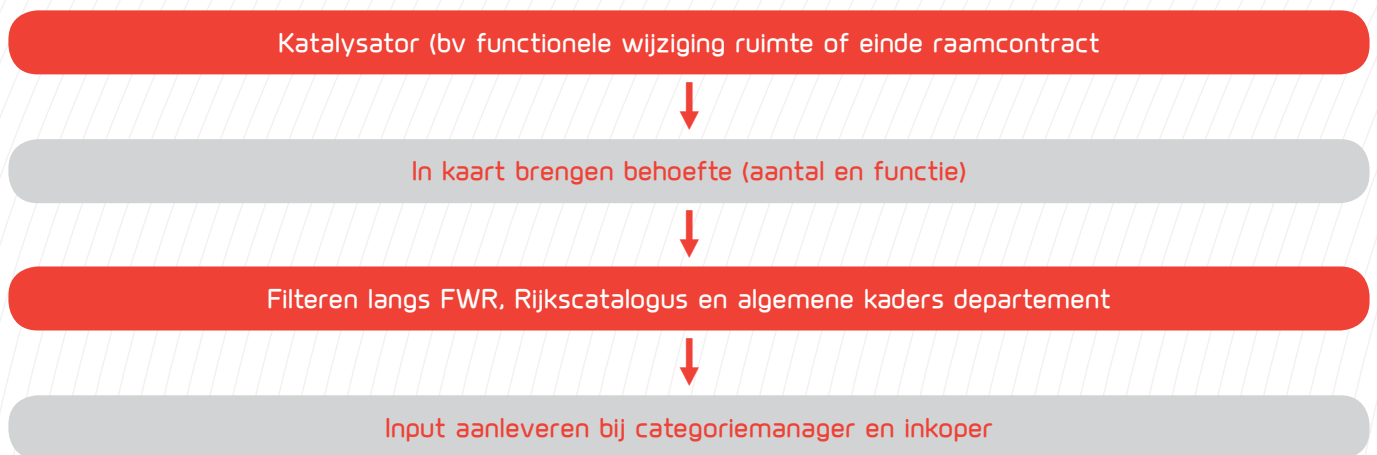 Katalysator (bv functionele wijziging ruimte of einde raamcontract
In kaart brengen behoefte (aantal en functie)
Filteren langs FWR, Rijkscatalogus en algemene kaders departement
Input aanleveren bij categoriemanager en inkoper